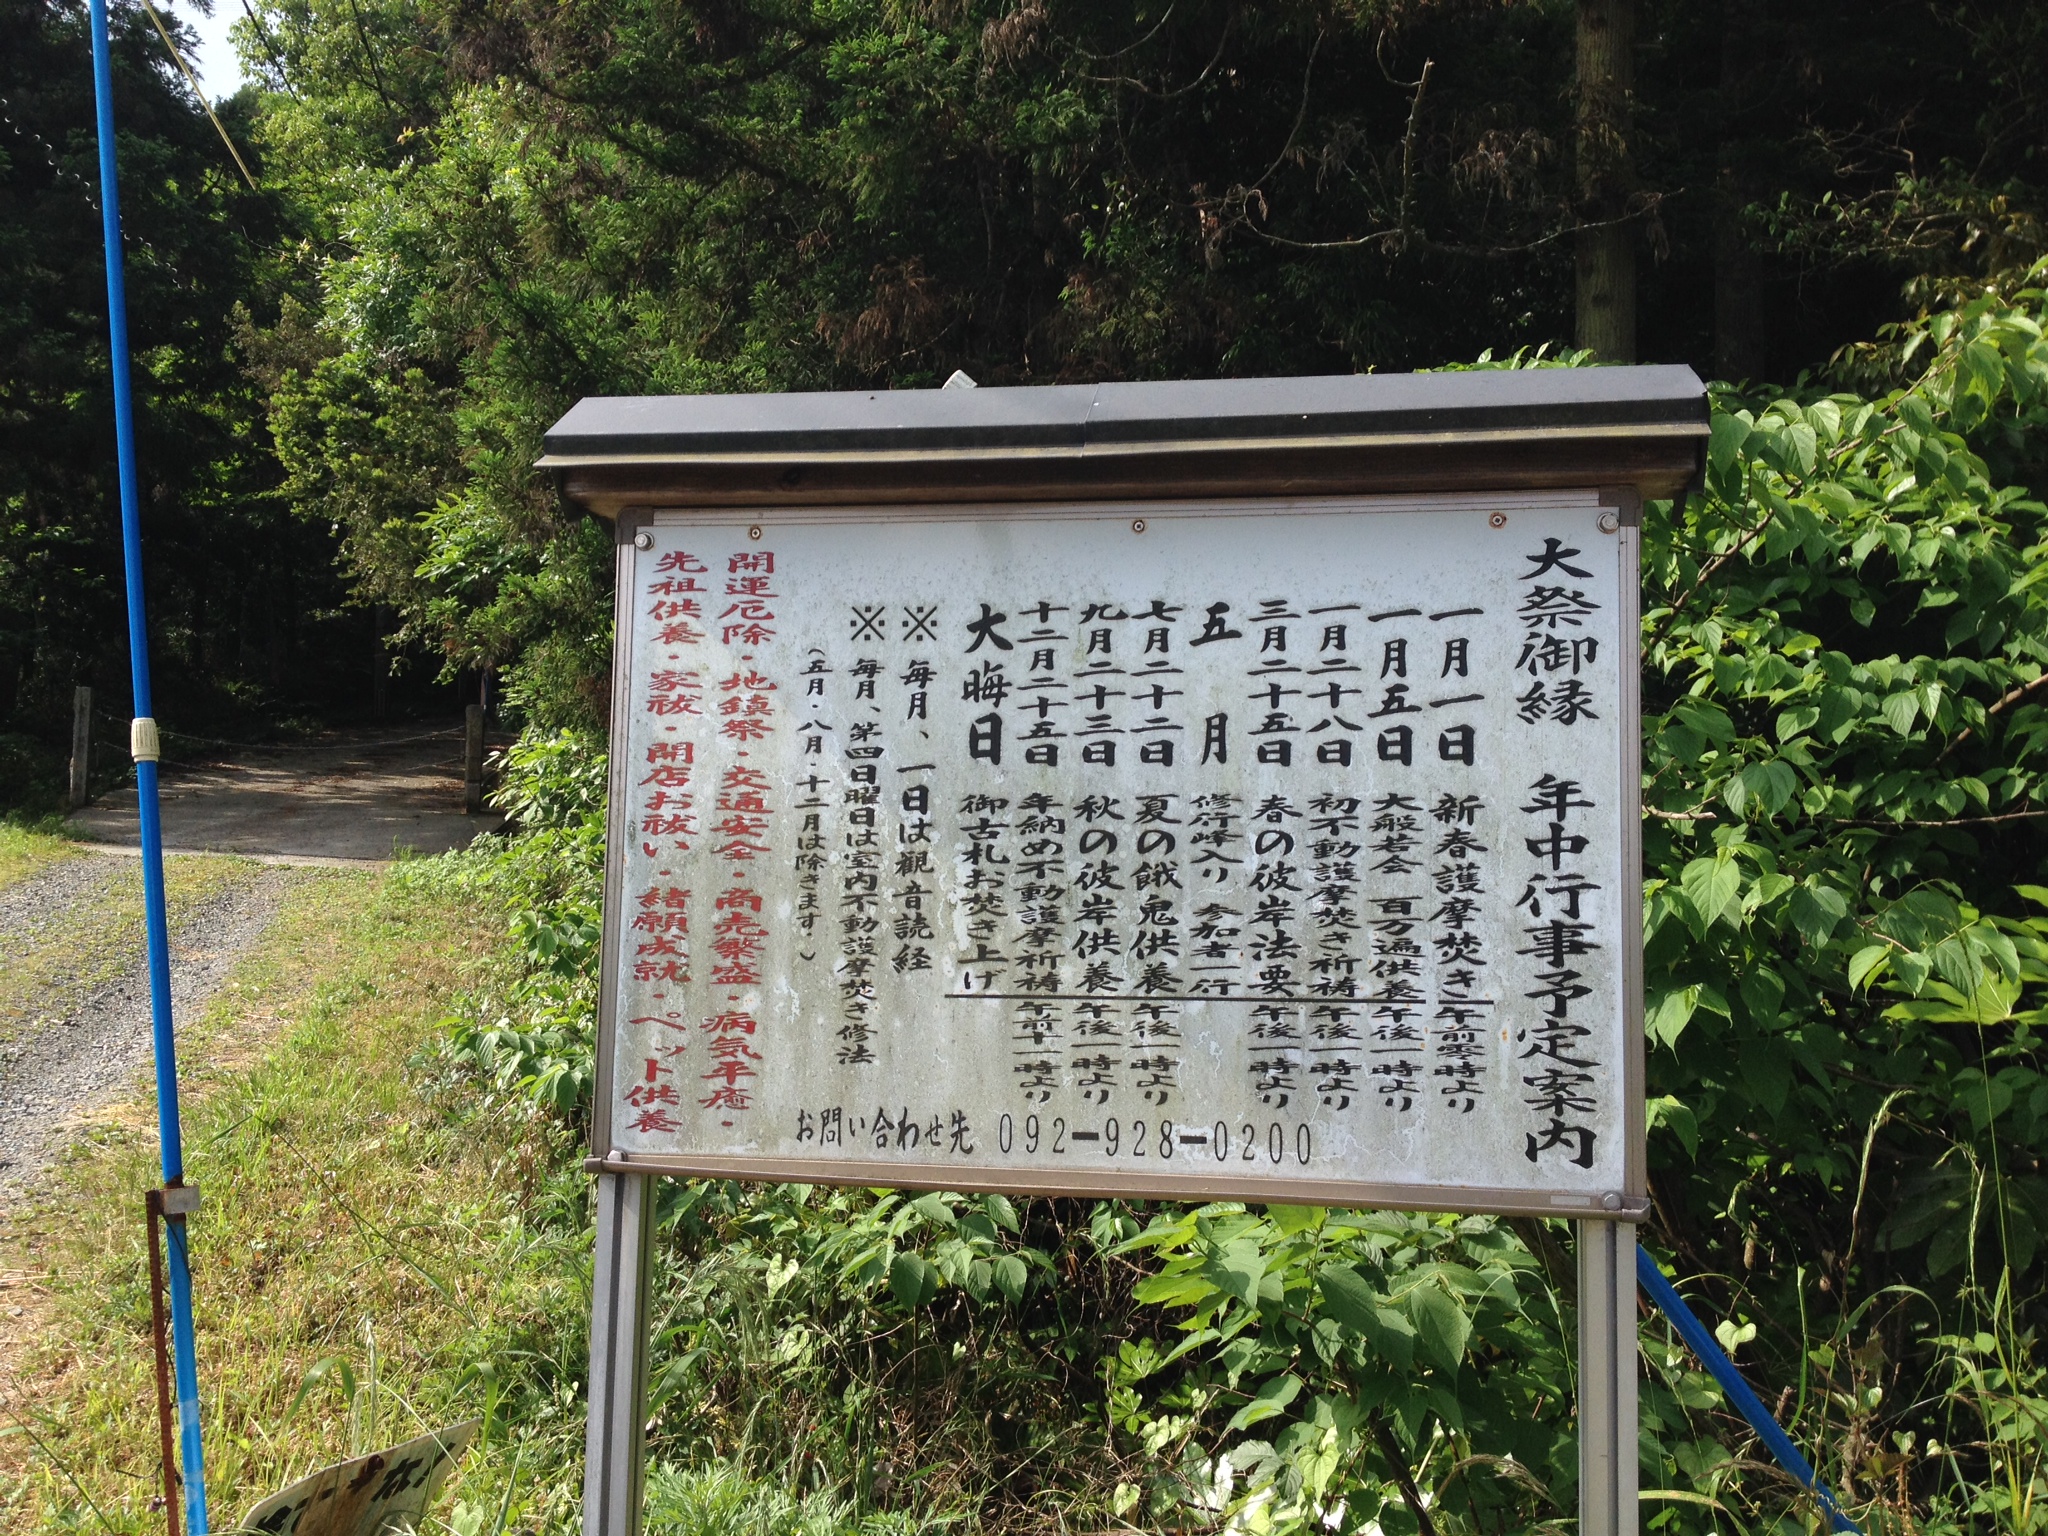 大祭御縁 年中行事予定案内
一月一日 新春護摩焚き 午前零時より
一月五日 大般若会 百万遍供養 午後一時より
一月二十八日 初不動護摩焚き祈祷 午後一時より
三月二十五日 春の彼岸法要 午後一時より
五月 修行峰入り 参加者一行
七月二十二日 夏の餓鬼供養 午後一時より
九月二十三日 秋の彼岸供養 午後一時より
十二月二十五日 年納め不動護摩祈祷 午前十一時より
大晦日 御古札お焚き上げ
※ 毎月、一日は観音読経
※ 毎月、第四日曜日は室内不動護摩焚き修法
（五月・八月・十二月は除きます。）
開運厄除・地鎮祭・交通安全・商売繁盛・病気平癒・
先祖供養・家祓・開店お祓い・緒願成就・ペット供養
お問い合わせ先 092-928-0200